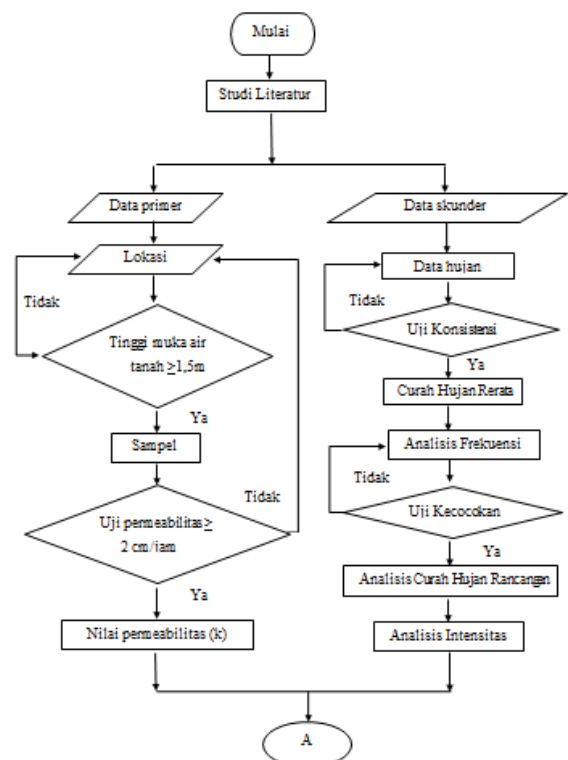 Mulai
Studi Literatur
Data primer
Data skunder
Lokasi
Data hujan
Tidak
Tidak
Uji Konsistensi
Tinggi muka air
tanah ≥1,5m
Ya
Curah Hujan Rerata
Ya
Sampel
Analisis Frekuensi
Tidak
Tidak
Uji permeabilitas ≥
2 cm/jam
Uji Kecocokan
Ya
Analisis Curah Hujan Rancangan
Ya
Nilai permeabilitas (k)
Analisis Intensitas
A